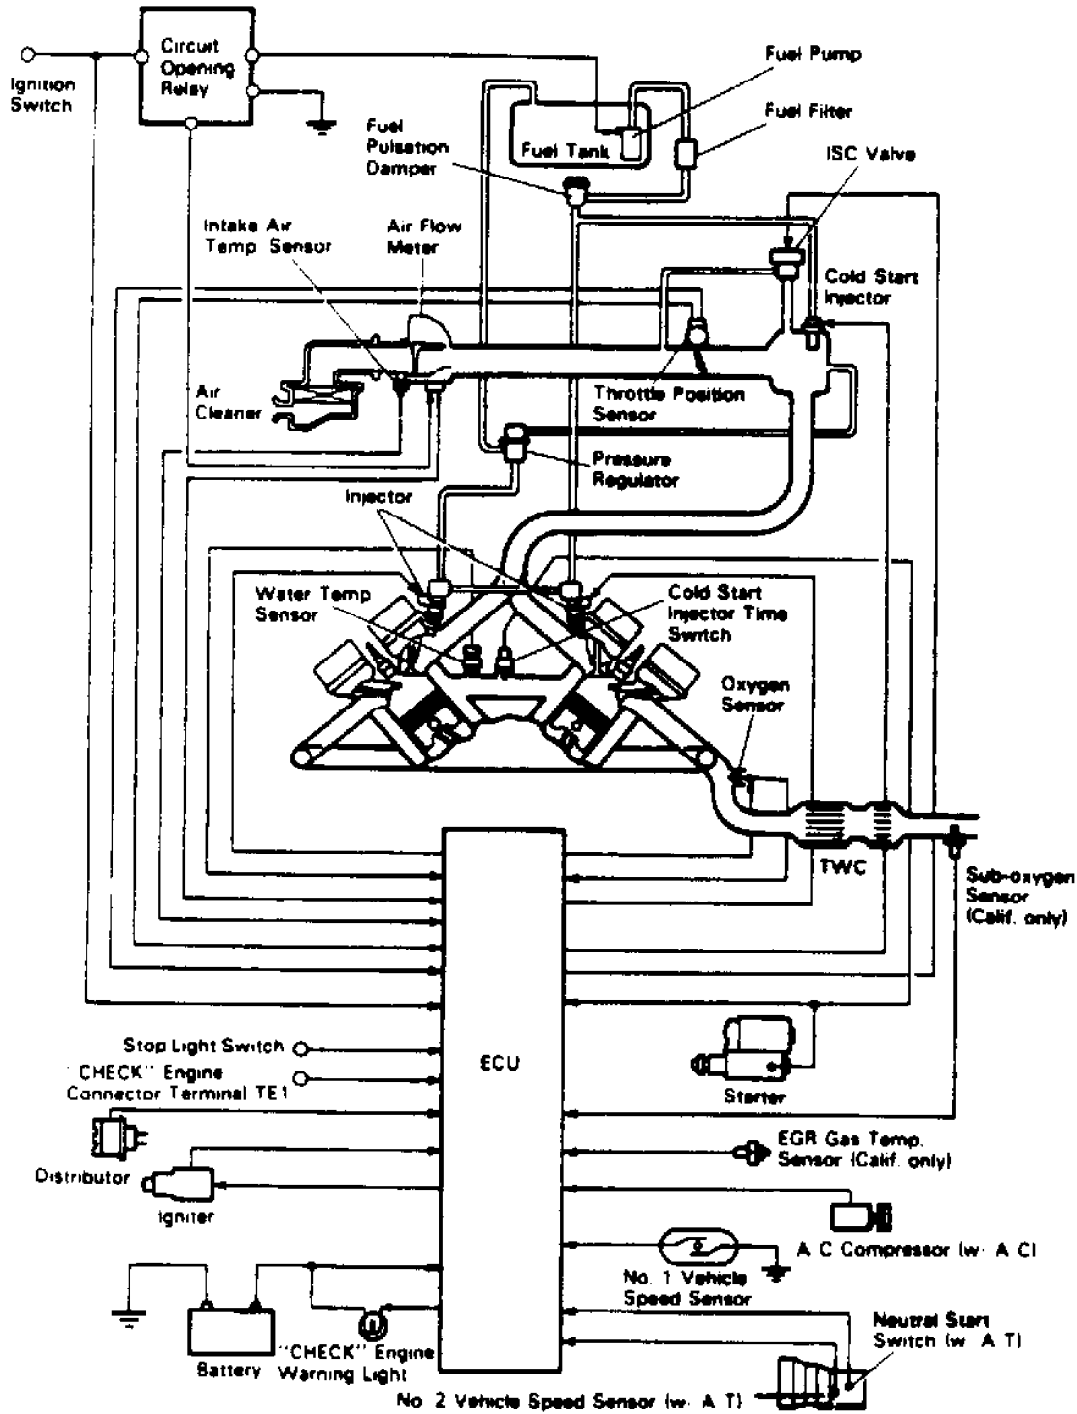 Circuit
Opening
Relay
Ignition
Switch
Fuel Pump
Fuel Filter
Fuel
Pulsation
Damper
Fuel Tank
ISC Valve
Intake Air
Temp Sensor
Air Flow
Meter
Cold Start
Injector
Air
Cleaner
Throttle Position
Sensor
Pressure
Regulator
Injector
Water Temp
Sensor
Cold Start
Injector Time
Switch
Oxygen
Sensor
TWC
Sub-oxygen
Sensor
(Calif. only)
Stop Light Switch
"CHECK" Engine
Connector Terminal TE1
ECU
Starter
Distributor
Igniter
EGR Gas Temp.
Sensor (Calif. only)
A C Compressor (w. A C)
No. 1 Vehicle
Speed Sensor
Neutral Start
Switch (w. A T)
Battery
"CHECK" Engine
Warning Light
No. 2 Vehicle Speed Sensor (w. A T)